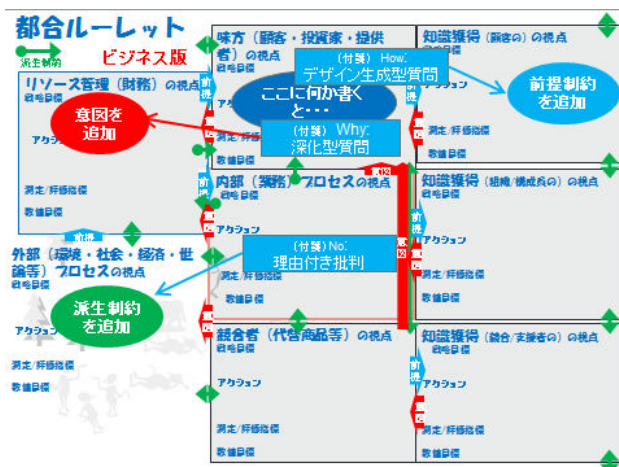 都合ルーレット
派生制約
ビジネス版
リソース管理（財務）の視点
戦略目標
意図を
追加
アクション
測定/評価指標
数値目標
味方（顧客・投資家・提供
者）の視点
戦略目標
(付箋) How:
デザイン生成型質問
ここに何か書く
と・・・
(付箋) Why:
深化型質問
測定/評価指標
数値目標
知識獲得（顧客の）の視点
戦略目標
前提制約
を追加
アクション
測定/評価指標
数値目標
前提
意図
外部（環境・社会・経済・世
論等）プロセスの視点
戦略目標
派生制約
を追加
アクション
測定/評価指標
数値目標
内部（業務）プロセスの視点
戦略目標
アクション
(付箋) No:
理由付き批判
測定/評価指標
数値目標
知識獲得（組織/構成員の）の視点
戦略目標
アクション
測定/評価指標
数値目標
競合者（代替商品等）の視点
戦略目標
アクション
測定/評価指標
数値目標
知識獲得（競合/支援者の）の視点
戦略目標
アクション
測定/評価指標
数値目標